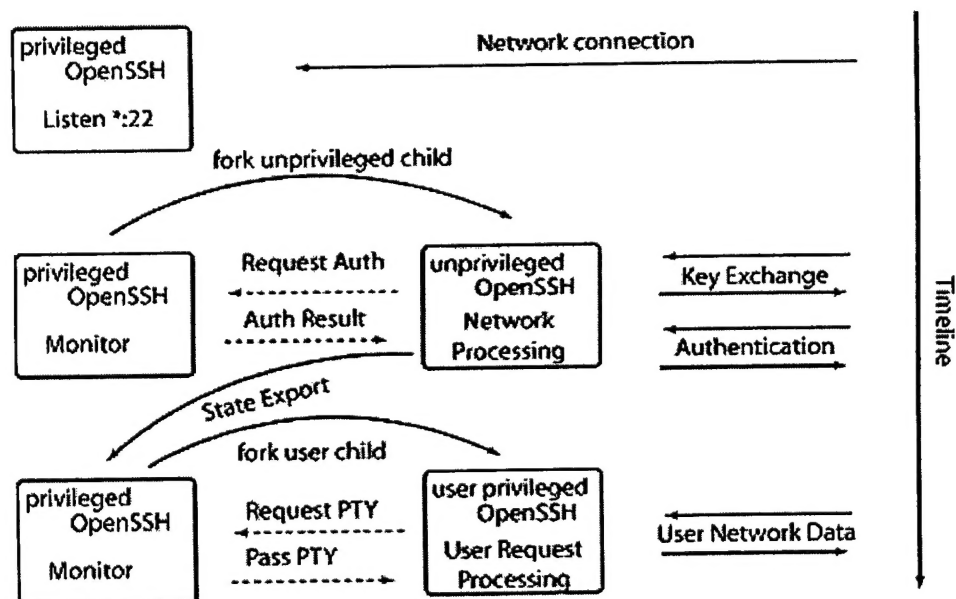 privileged
OpenSSH
Listen *:22
Network connection
fork unprivileged child
privileged
OpenSSH
Monitor
Request Auth
Auth Result
unprivileged
OpenSSH
Network
Processing
Key Exchange
Authentication
Timeline
State Export
fork user child
privileged
OpenSSH
Monitor
Request PTY
Pass PTY
user privileged
OpenSSH
User Request
Processing
User Network Data